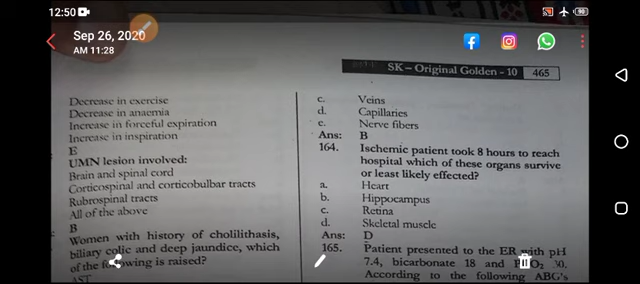 12:50
90
Sep 26, 2020
AM 11:28
SK – Original Golden - 10 465
Decrease in exercise
Decrease in anaemia
Increase in forceful expiration
Increase in inspiration
E
UMN lesion involved:
Brain and spinal cord
Corticospinal and corticobulbar tracts
Rubrospinal tracts
All of the above
B
Women with history of cholilithasis,
biliary colic and deep jaundice, which
of the following is raised?
AST
c. Veins
d. Capillaries
e. Nerve fibers
Ans: B
164. Ischemic patient took 8 hours to reach
hospital which of these organs survive
or least likely effected?
a. Heart
b. Hippocampus
c. Retina
d. Skeletal muscle
Ans: D
165. Patient presented to the ER with pH
7.4, bicarbonate 18 and 30.
According to the following ABG's